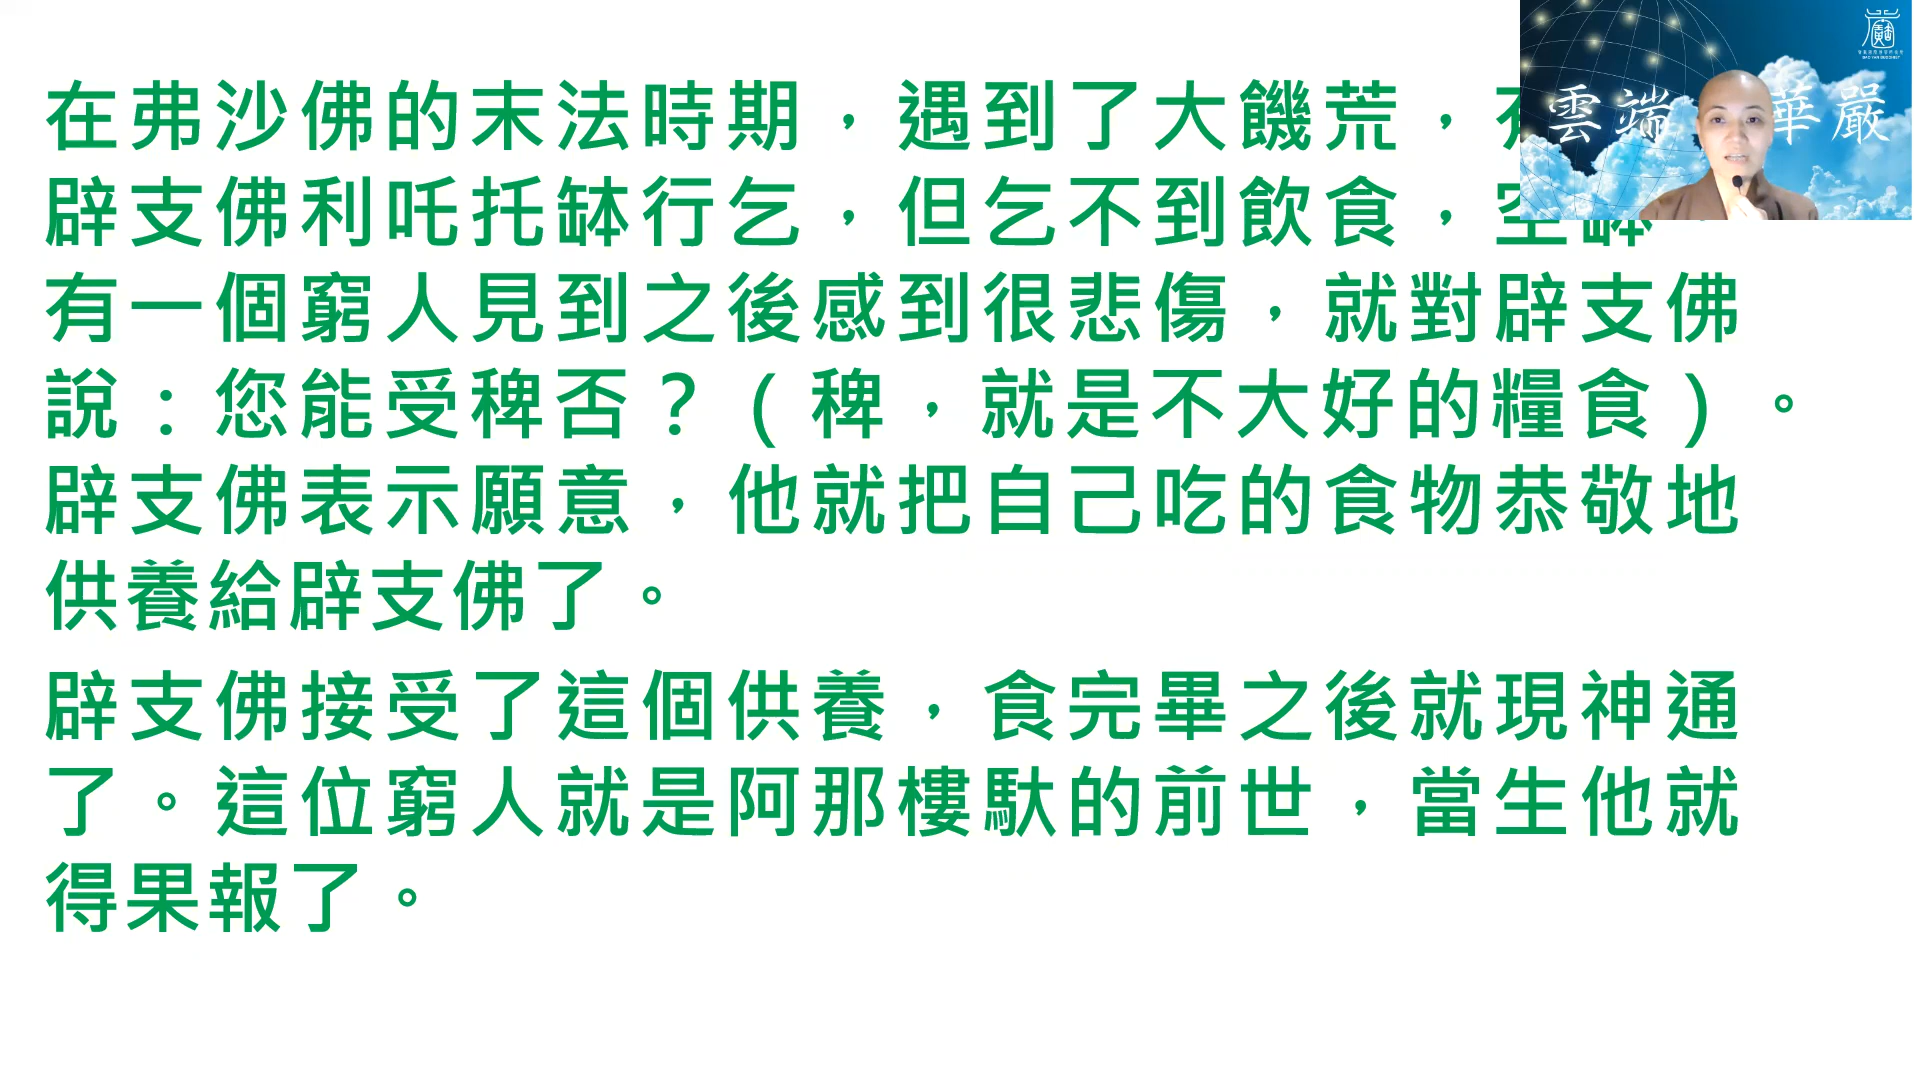 在弗沙佛的末法時期，遇到了大饑荒，
辟支佛利吒托缽行乞，但乞不到飲食，空缽
有一個窮人見到之後感到很悲傷，就對辟支佛
說：您能受稗否？（稗，就是不大好的糧食）。
辟支佛表示願意，他就把自己吃的食物恭敬地
供養給辟支佛了。
辟支佛接受了這個供養，食完畢之後就現神通
了。這位窮人就是阿那樓馱的前世，當生他就
得果報了。
雲端 華嚴